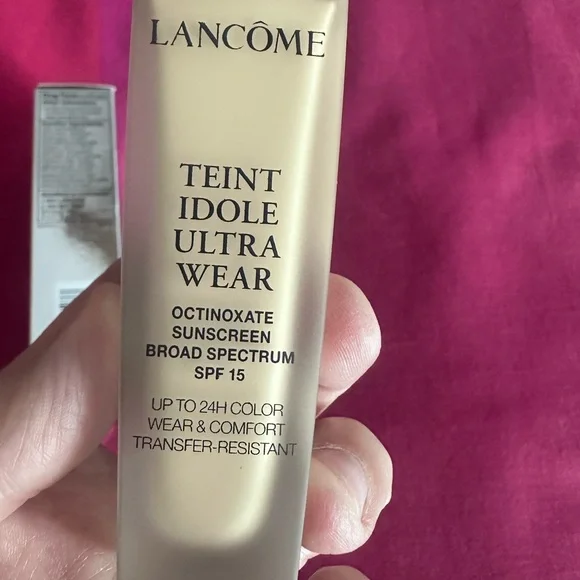 LANCÔME
TEINT
IDOLE
ULTRA
WEAR
OCTINOXATE
SUNSCREEN
BROAD SPECTRUM
SPF 15
UP TO 24H COLOR
WEAR & COMFORT
TRANSFER-RESISTANT